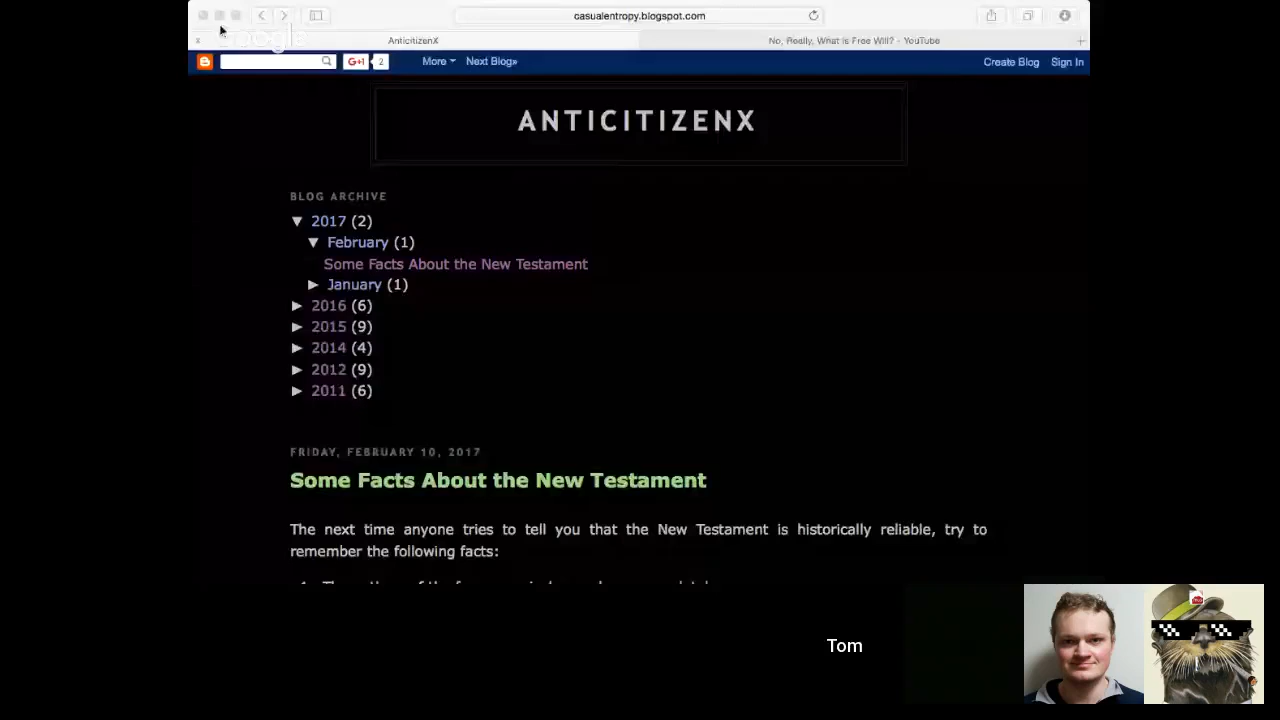 casualentropy.blogspot.com
x AnticitizenX No, Really, What is Free Will? - YouTube +
G+1 2 More Next Blog» Create Blog Sign In
ANTICITIZENX
BLOG ARCHIVE
▼ 2017 (2)
▼ February (1)
Some Facts About the New Testament
► January (1)
► 2016 (6)
► 2015 (9)
► 2014 (4)
► 2012 (9)
► 2011 (6)
FRIDAY, FEBRUARY 10, 2017
Some Facts About the New Testament
The next time anyone tries to tell you that the New Testament is historically reliable, try to
remember the following facts:
Tom